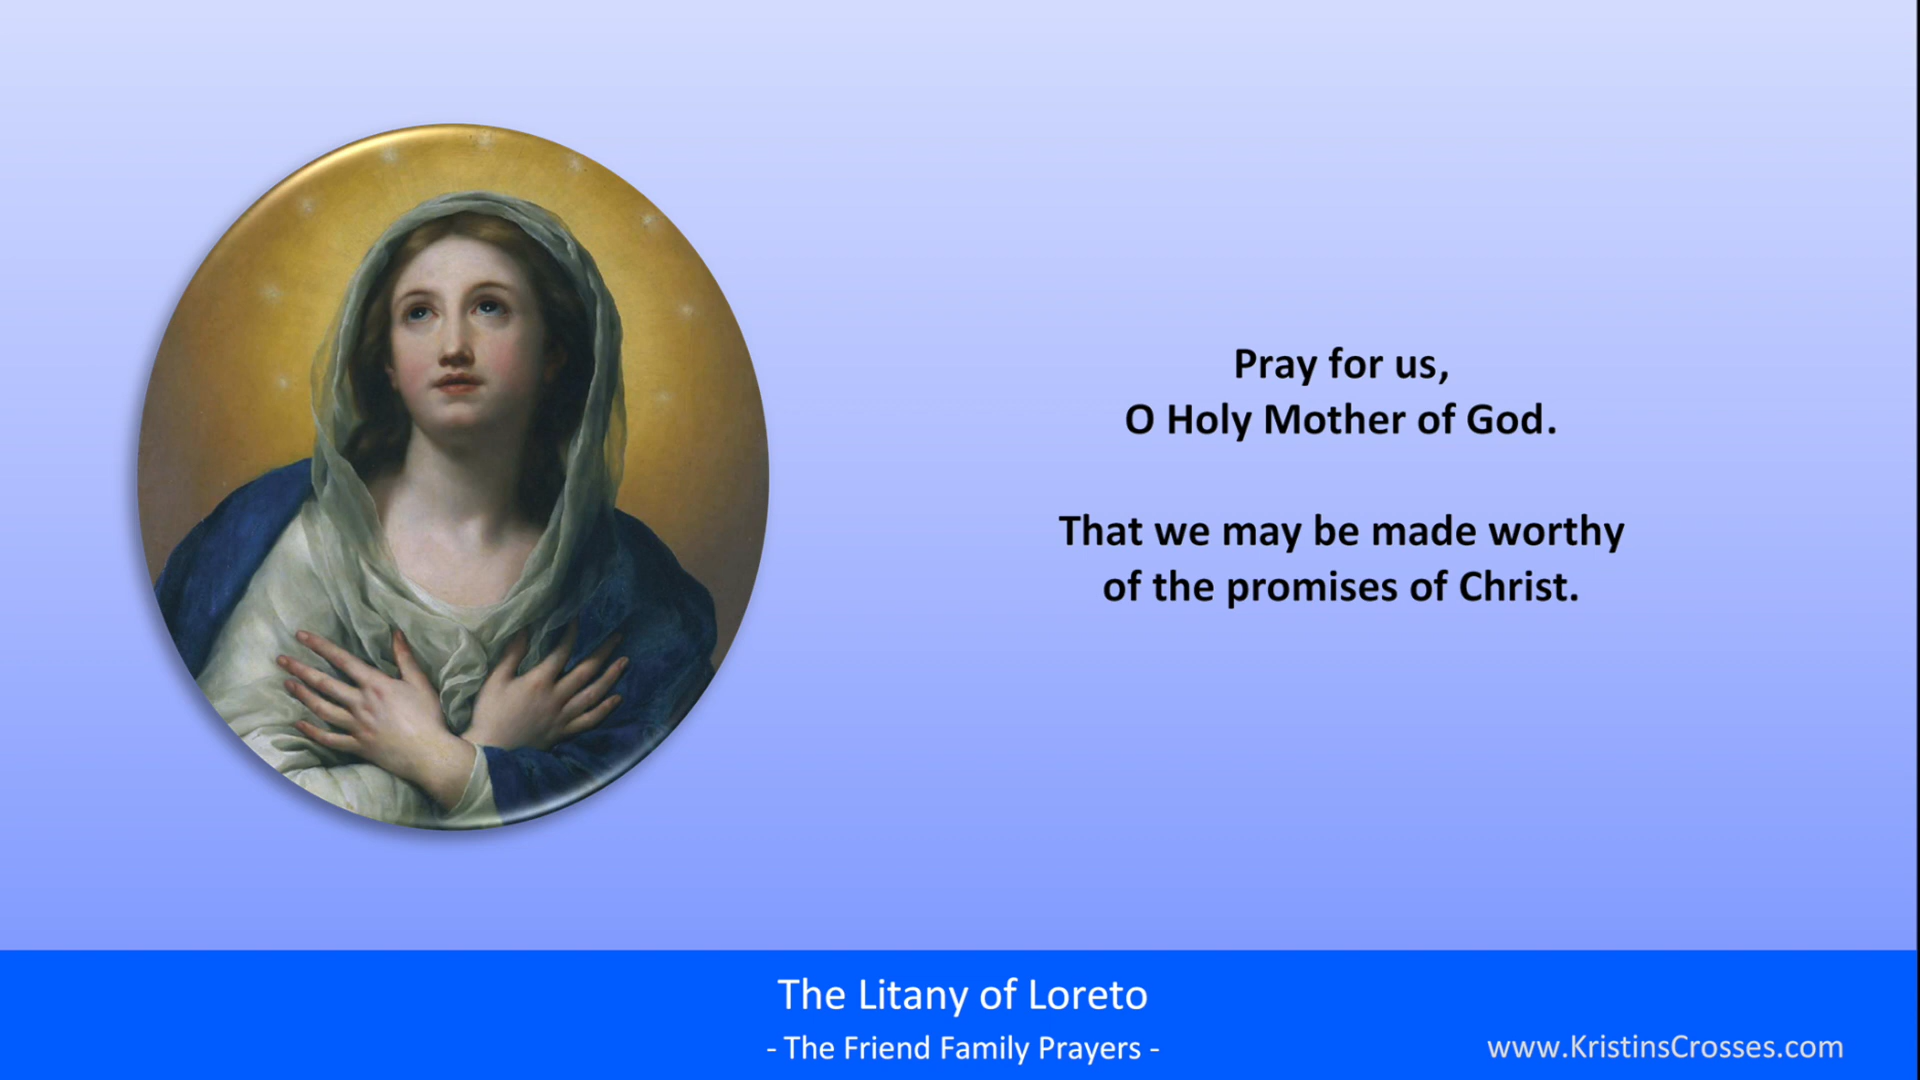 Pray for us,
O Holy Mother of God.
That we may be made worthy
of the promises of Christ.
The Litany of Loreto
- The Friend Family Prayers -
www.KristinsCrosses.com